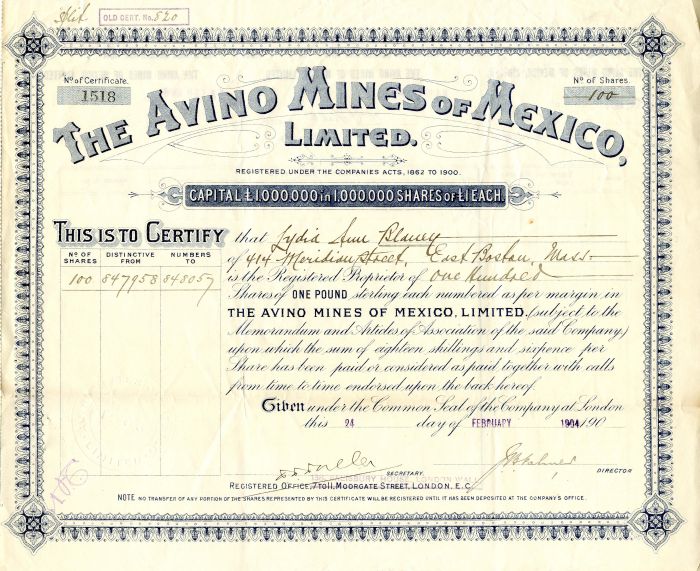 Split
OLD CERT. No. 520
No. of Certificate.
1518
No. of Shares.
100
THE AVINO MINES OF MEXICO,
LIMITED.
REGISTERED UNDER THE COMPANIES ACTS, 1862 TO 1900.
CAPITAL £1,000,000 in 1,000,000 SHARES OF £1 EACH.
THIS IS TO CERTIFY that Lydia Ann Blaney
of 414 Meridian Street, East Boston, Mass.
is the Registered Proprietor of one hundred
No. OF SHARES
DISTINCTIVE FROM
NUMBERS TO
100 847958 848057
Shares of ONE POUND sterling each numbered as per margin in
THE AVINO MINES OF MEXICO, LIMITED, (subject to the
Memorandum and Articles of Association of the said Company)
upon which the sum of eighteen shillings and sixpence per
Share has been paid or considered as paid together with calls
from time to time endorsed upon the back hereof.
Given under the Common Seal of the Company at London
this 24 day of FEBRUARY 1904 190
SECRETARY.
DIRECTOR
REGISTERED OFFICE, 7 TO 11, MOORGATE STREET, LONDON, E.C.
NOTE NO TRANSFER OF ANY PORTION OF THE SHARES REPRESENTED BY THIS CERTIFICATE WILL BE REGISTERED UNTIL IT HAS BEEN DEPOSITED AT THE COMPANY'S OFFICE.